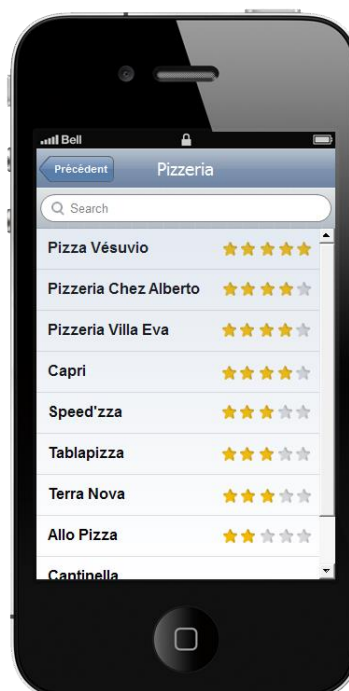 Bell
Précédent
Pizzeria
Search
Pizza Vésuvio
Pizzeria Chez Alberto
Pizzeria Villa Eva
Capri
Speed'zza
Tablapizza
Terra Nova
Allo Pizza
Cantinella